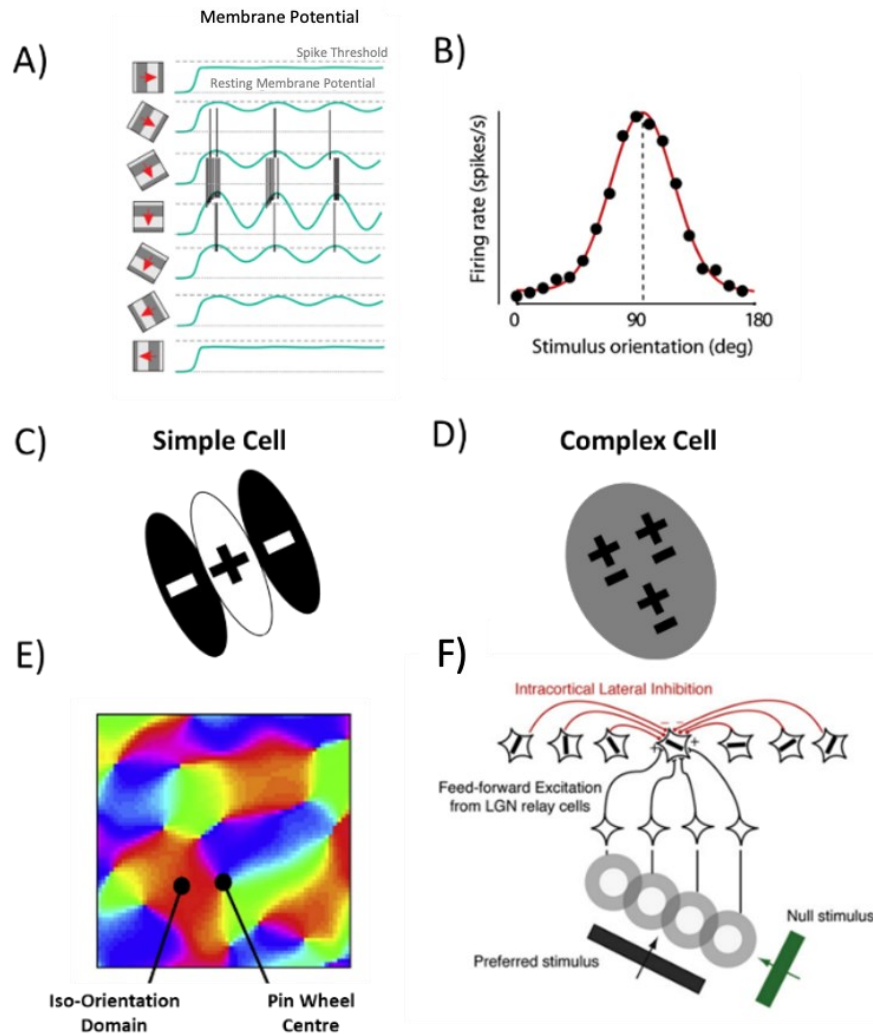 Membrane Potential
A)
Spike Threshold
Resting Membrane Potential
B)
Firing rate (spikes/s)
0 90 180
Stimulus orientation (deg)
C)
Simple Cell
D)
Complex Cell
E)
Iso-Orientation
Domain
Pin Wheel
Centre
F)
Intracortical Lateral Inhibition
Feed-forward Excitation
from LGN relay cells
Null stimulus
Preferred stimulus